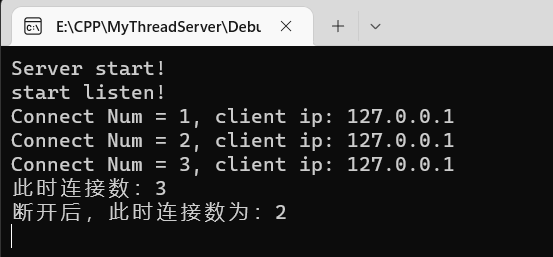 E:\CPP\MyThreadServer\Debu
Server start!
start listen!
Connect Num = 1, client ip: 127.0.0.1
Connect Num = 2, client ip: 127.0.0.1
Connect Num = 3, client ip: 127.0.0.1
此时连接数：3
断开后，此时连接数为：2